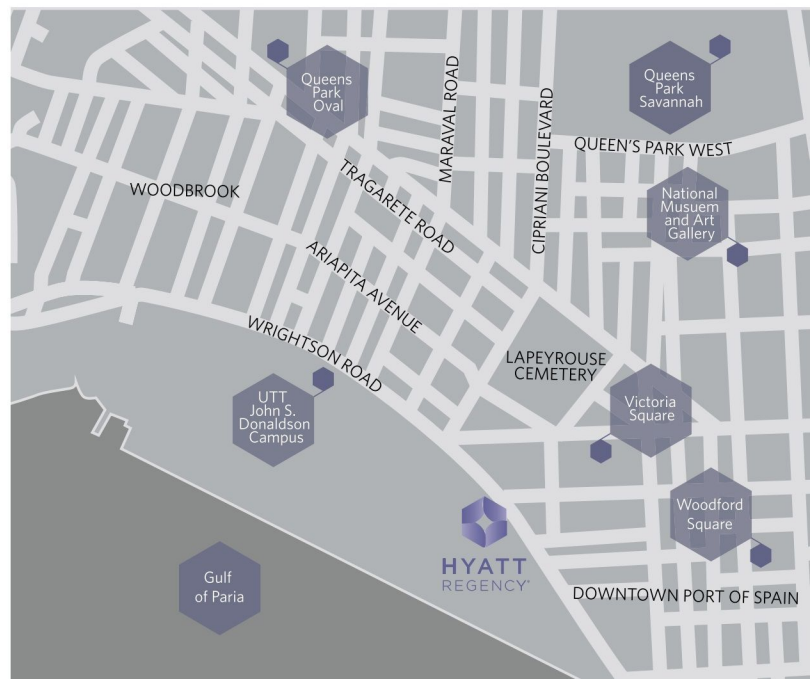 Queens
Park
Oval
MARAVAL ROAD
CIPRIANI BOULEVARD
Queens
Park
Savannah
QUEEN'S PARK WEST
WOODBROOK
TRAGARETE ROAD
National
Musuem
and Art
Gallery
ARIAPITA AVENUE
WRIGHTSON ROAD
LAPEYROUSE
CEMETERY
UTT
John S.
Donaldson
Campus
Victoria
Square
Woodford
Square
HYATT
REGENCY®
Gulf
of Paria
DOWNTOWN PORT OF SPAIN